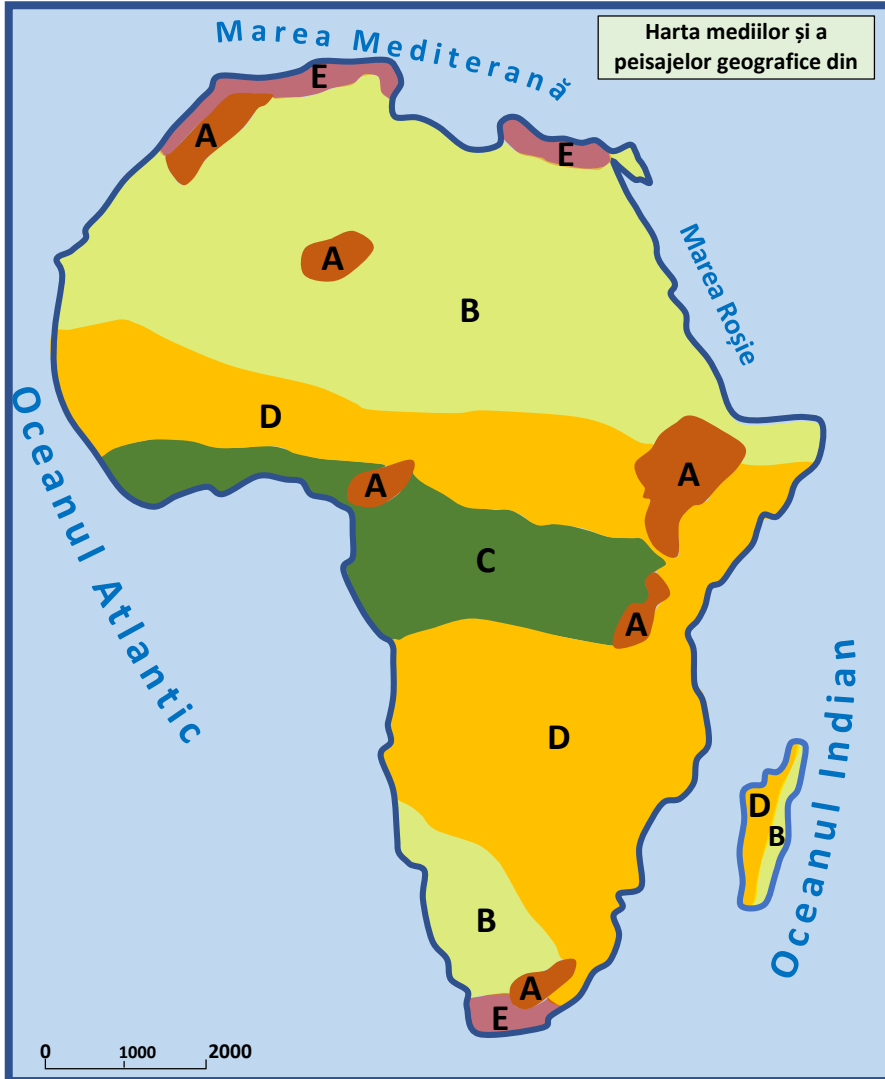 Marea Mediterană
Harta mediilor și a
peisajelor geografice din
E
A
E
A
B
Marea Roșie
D
A
A
Oceanul Atlantic
C
A
D
Oceanul Indian
D
B
B
A
E
0 1000 2000